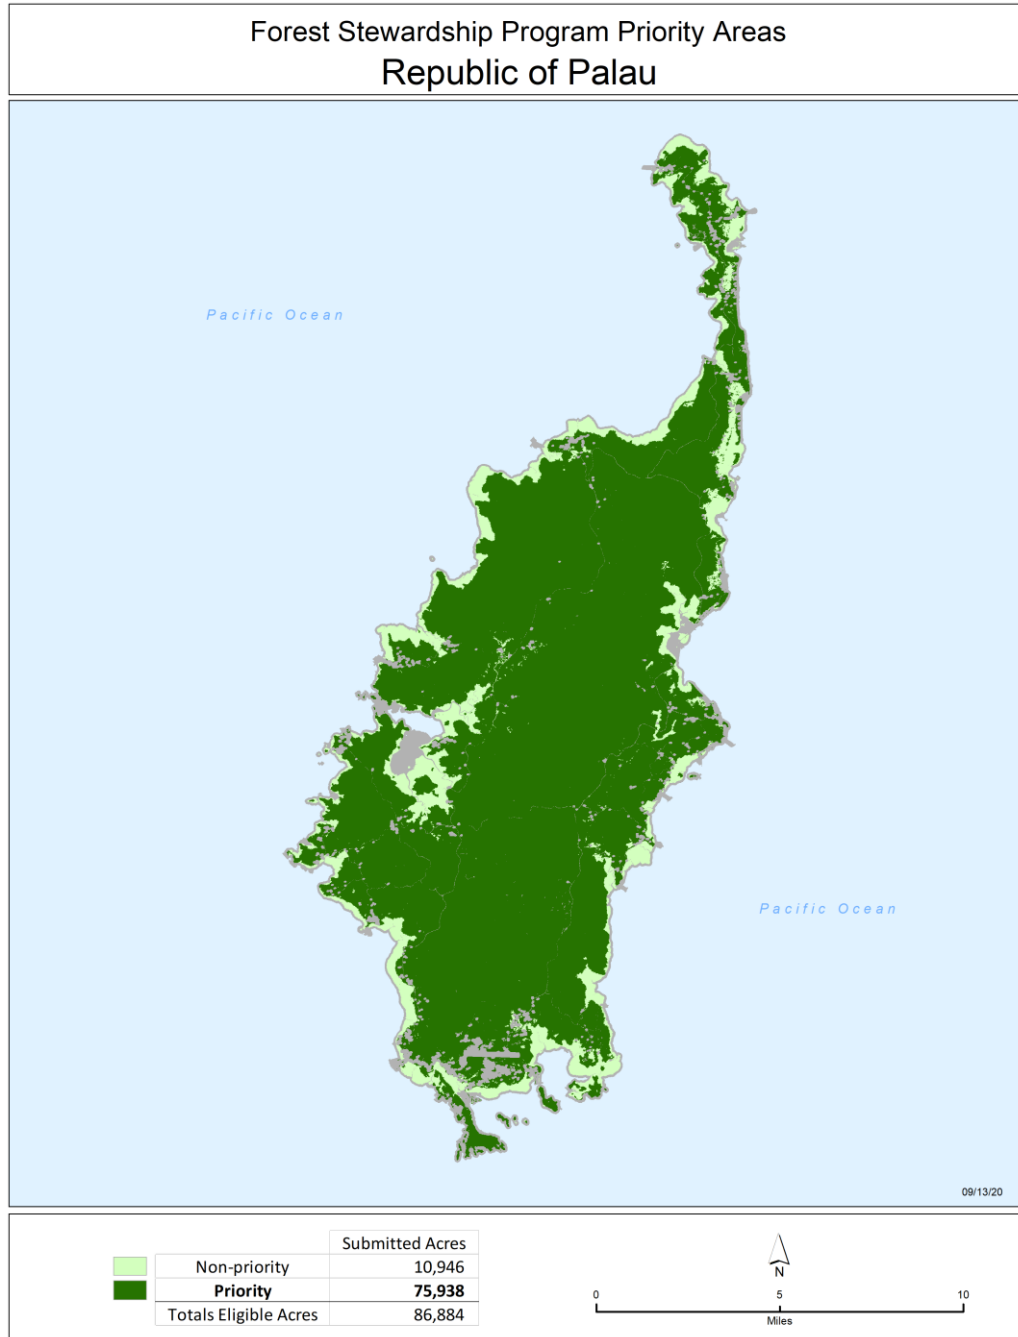 Forest Stewardship Program Priority Areas
Republic of Palau
Pacific Ocean
Pacific Ocean
09/13/20
Submitted Acres
Non-priority 10,946
Priority 75,938
Totals Eligible Acres 86,884
N
0 5 10
Miles